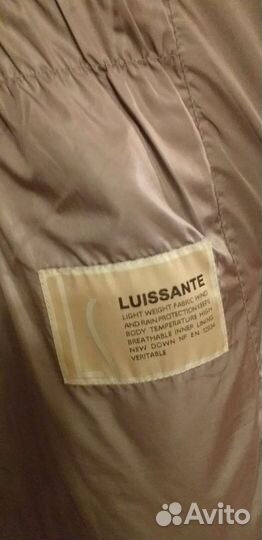 LUISSANTE
LIGHT WEIGHT FABRIC WIND
AND RAIN PROTECTION KEEPS
BODY TEMPERATURE HIGH
BREATHABLE INNER LINING
NEW DOWN NF EN 12934
VERITABLE
Avito